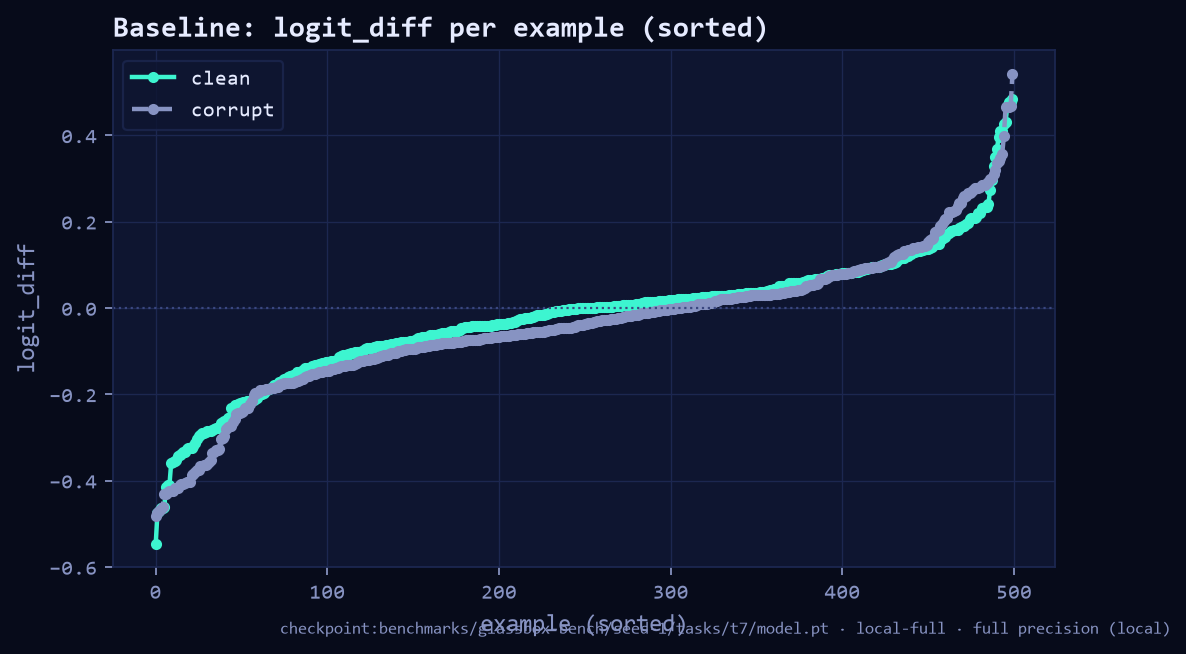 Baseline: logit_diff per example (sorted)
clean
corrupt
logit_diff
0.4
0.2
0.0
−0.2
−0.4
−0.6
0 100 200 300 400 500
example (sorted)
checkpoint:benchmarks/glassbox-bench/seed-1/tasks/t7/model.pt · local-full · full precision (local)